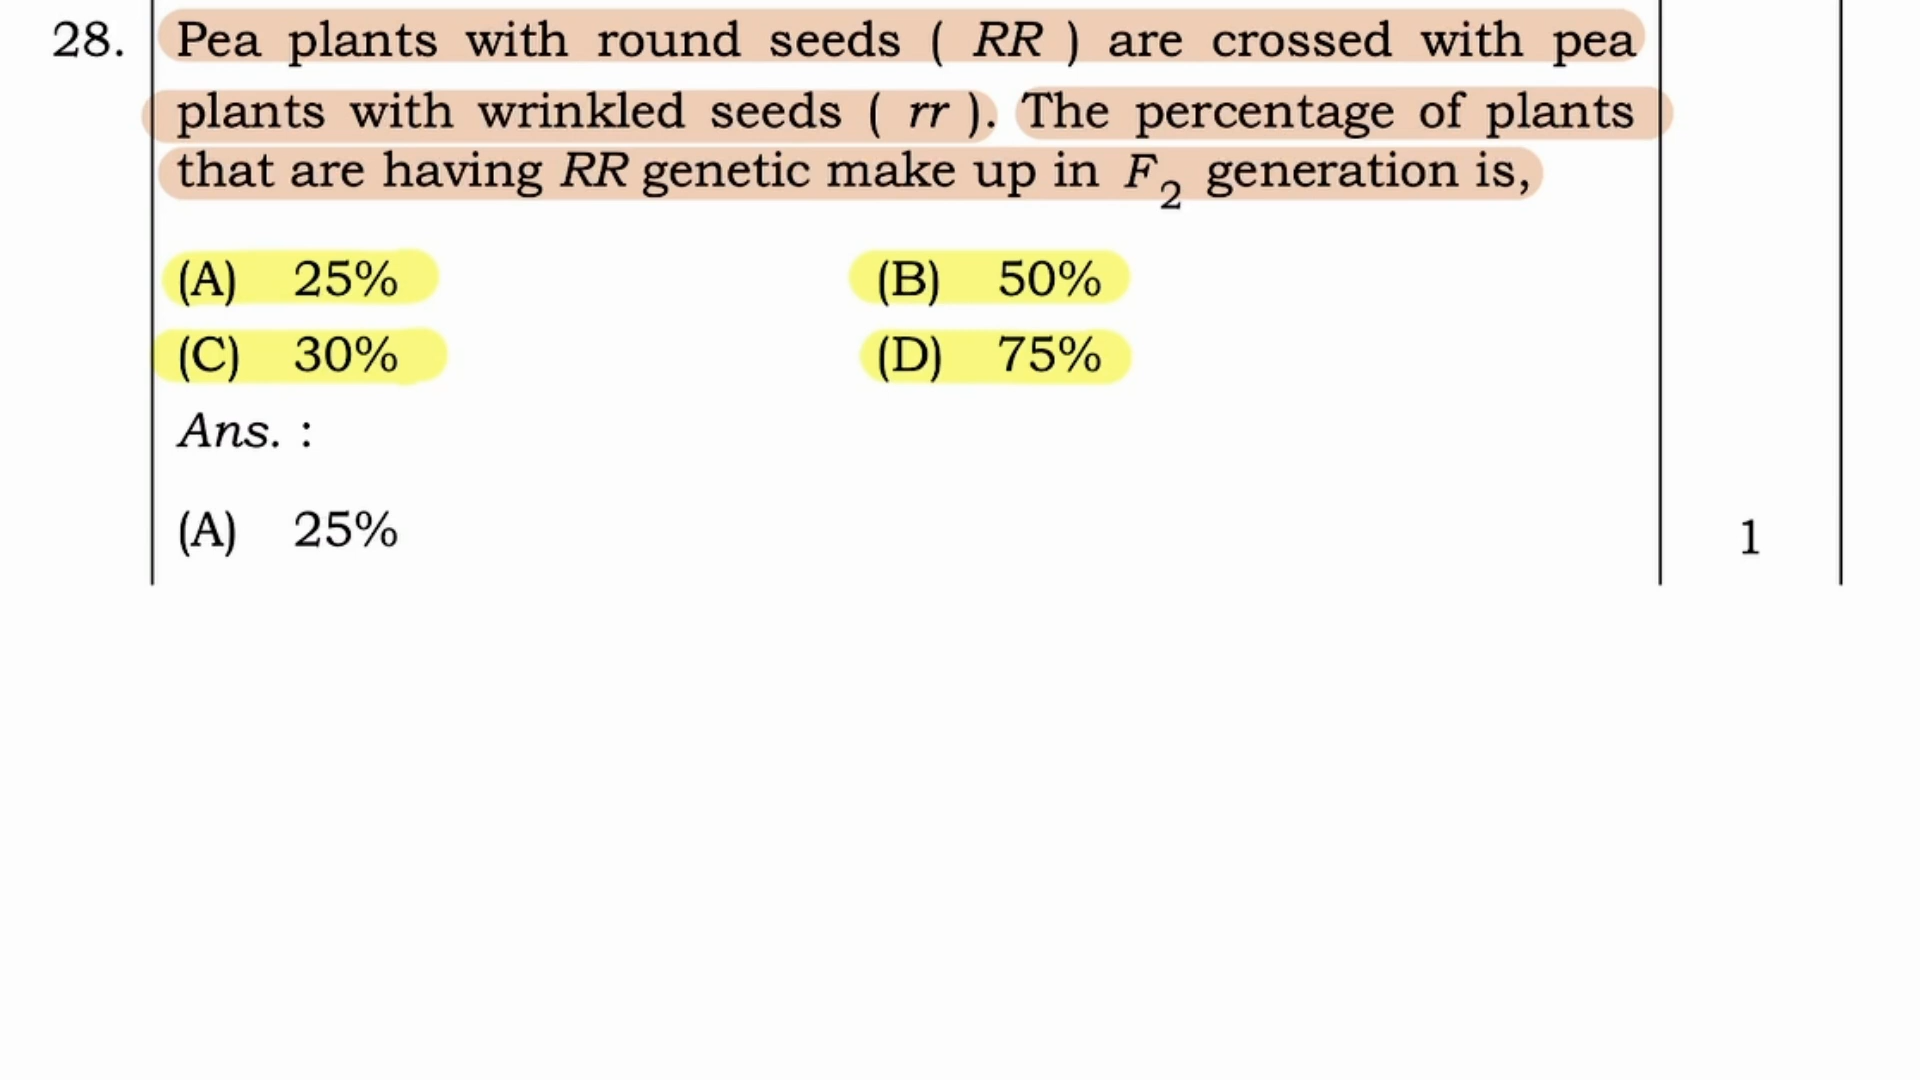 28. Pea plants with round seeds ( RR ) are crossed with pea
plants with wrinkled seeds ( rr ). The percentage of plants
that are having RR genetic make up in F₂ generation is,
(A) 25% (B) 50%
(C) 30% (D) 75%
Ans. :
(A) 25% 1